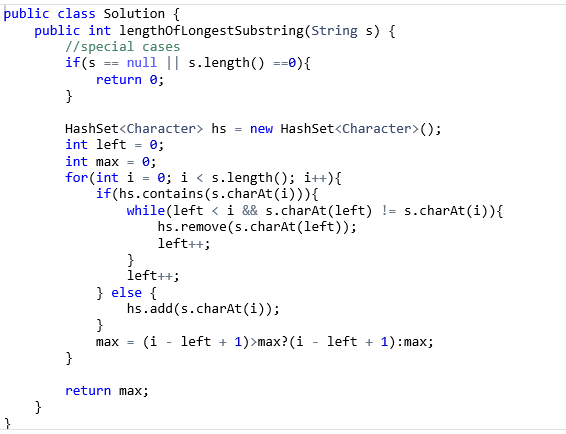 public class Solution {
    public int lengthOfLongestSubstring(String s) {
        //special cases
        if(s == null || s.length() ==0){
            return 0;
        }

        HashSet<Character> hs = new HashSet<Character>();
        int left = 0;
        int max = 0;
        for(int i = 0; i < s.length(); i++){
            if(hs.contains(s.charAt(i))){
                while(left < i && s.charAt(left) != s.charAt(i)){
                    hs.remove(s.charAt(left));
                    left++;
                }
                left++;
            } else {
                hs.add(s.charAt(i));
            }
            max = (i - left + 1)>max?(i - left + 1):max;
        }

        return max;
    }
}